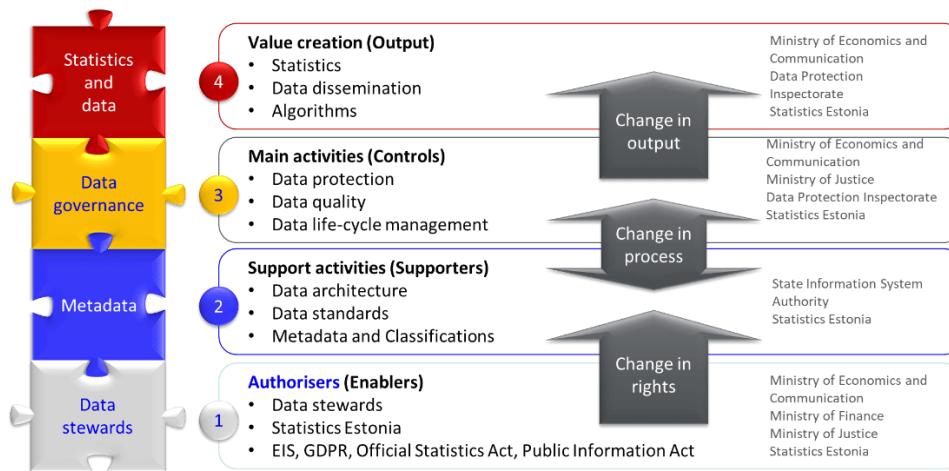 Statistics
and
data
4
Value creation (Output)
• Statistics
• Data dissemination
• Algorithms
Change in
output
Ministry of Economics and
Communication
Data Protection
Inspectorate
Statistics Estonia
Data
governance
3
Main activities (Controls)
• Data protection
• Data quality
• Data life-cycle management
Change in
process
Ministry of Economics and
Communication
Ministry of Justice
Data Protection Inspectorate
Statistics Estonia
Metadata
2
Support activities (Supporters)
• Data architecture
• Data standards
• Metadata and Classifications
State Information System
Authority
Statistics Estonia
Data
stewards
1
Authorisers (Enablers)
• Data stewards
• Statistics Estonia
• EIS, GDPR, Official Statistics Act, Public Information Act
Change in
rights
Ministry of Economics and
Communication
Ministry of Finance
Ministry of Justice
Statistics Estonia